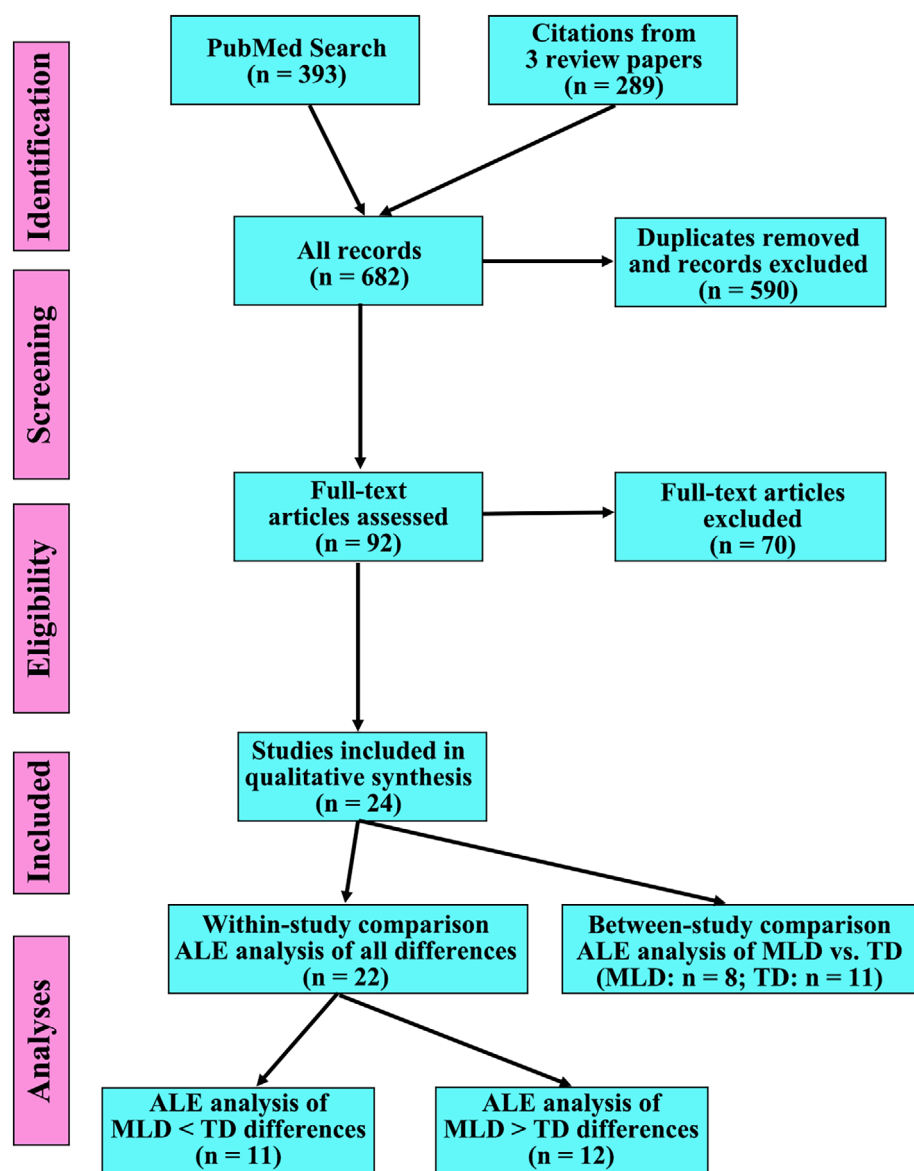 Identification
PubMed Search
(n = 393)
Citations from
3 review papers
(n = 289)
All records
(n = 682)
Duplicates removed
and records excluded
(n = 590)
Screening
Full-text
articles assessed
(n = 92)
Full-text articles
excluded
(n = 70)
Eligibility
Studies included in
qualitative synthesis
(n = 24)
Included
Within-study comparison
ALE analysis of all differences
(n = 22)
Between-study comparison
ALE analysis of MLD vs. TD
(MLD: n = 8; TD: n = 11)
Analyses
ALE analysis of
MLD < TD differences
(n = 11)
ALE analysis of
MLD > TD differences
(n = 12)